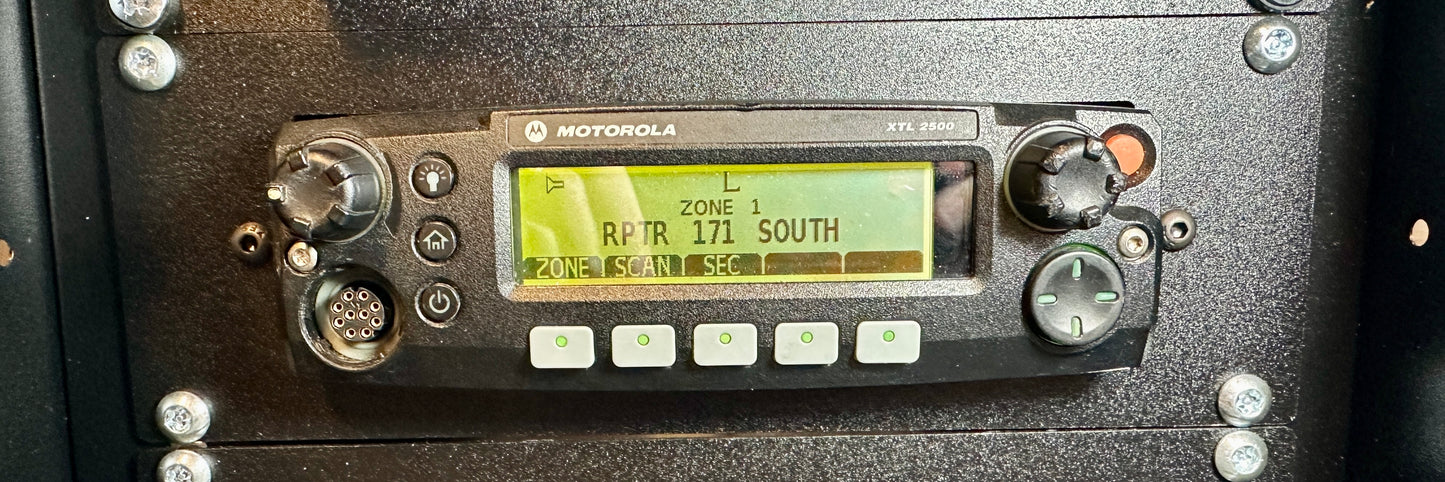 MOTOROLA XTL 2500
L
ZONE 1
RPTR 171 SOUTH
ZONE SCAN SEC